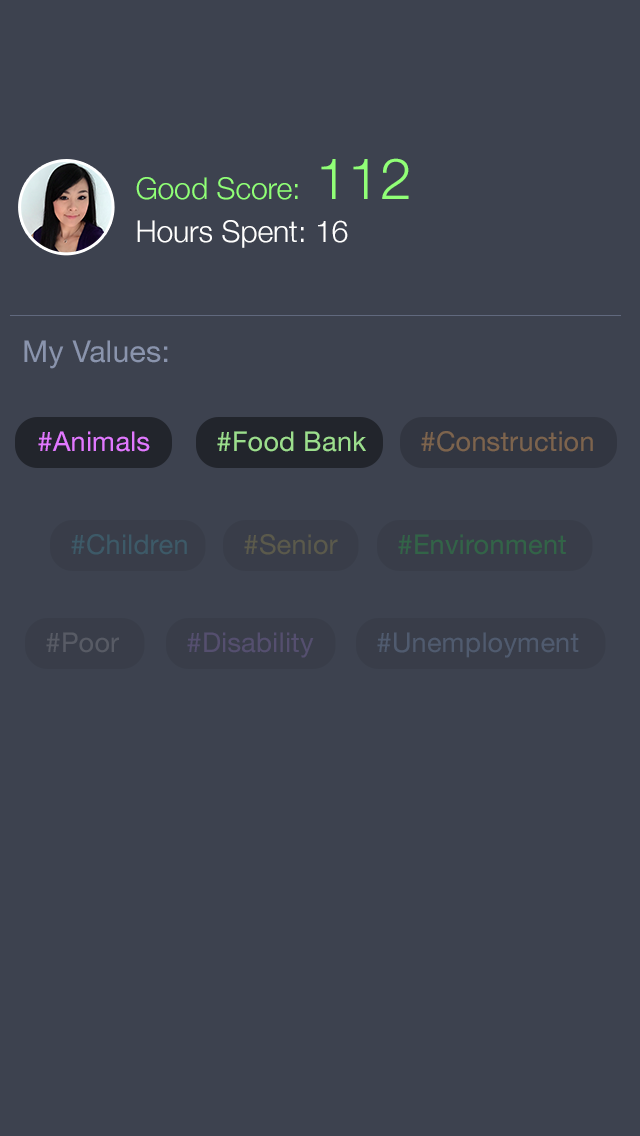 Good Score: 112
Hours Spent: 16
My Values:
#Animals #Food Bank #Construction
#Children #Senior #Environment
#Poor #Disability #Unemployment